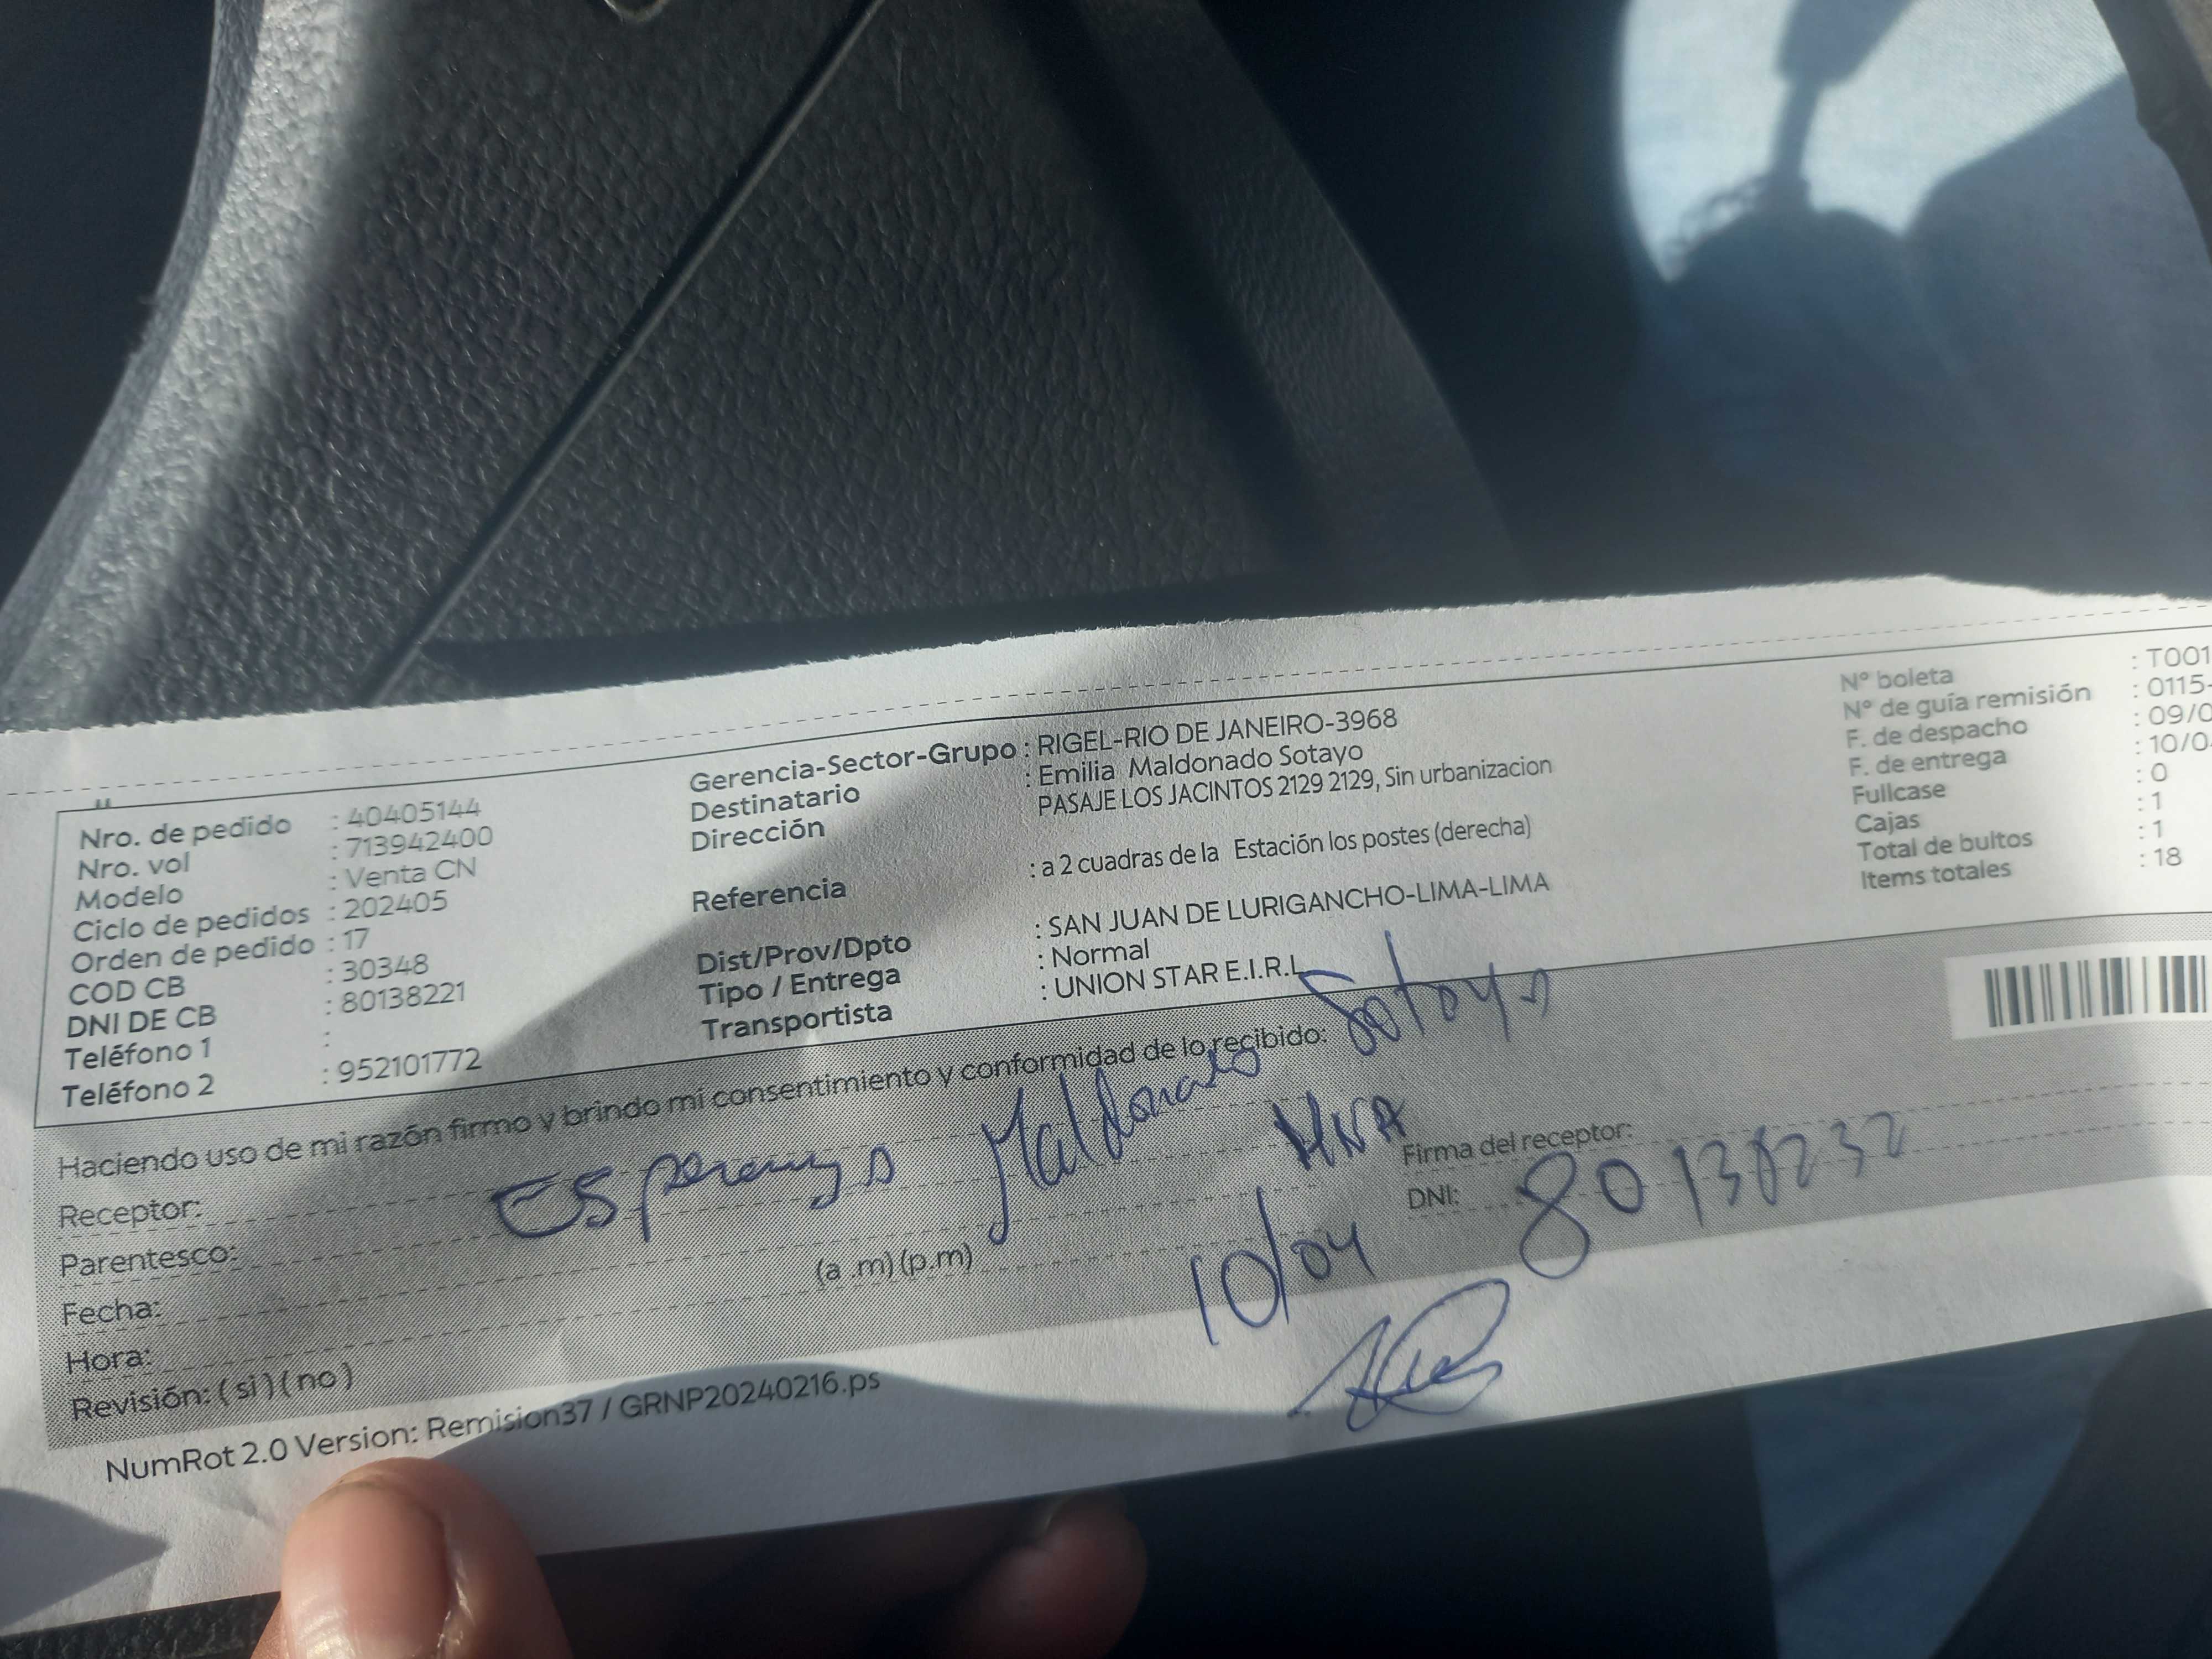 Nro. de pedido : 40405144
Nro. vol : 713942400
Modelo : Venta CN
Ciclo de pedidos : 202405
Orden de pedido : 17
COD CB : 30348
DNI DE CB : 80138221
Teléfono 1 :
Teléfono 2 : 952101772
Gerencia-Sector-Grupo : RIGEL-RIO DE JANEIRO-3968
Destinatario : Emilia Maldonado Sotayo
Dirección PASAJE LOS JACINTOS 2129 2129, Sin urbanizacion
Referencia : a 2 cuadras de la Estación los postes (derecha)
Dist/Prov/Dpto : SAN JUAN DE LURIGANCHO-LIMA-LIMA
Tipo / Entrega : Normal
Transportista : UNION STAR E.I.R.L
N° boleta : T001
N° de guía remisión : 0115-
F. de despacho : 09/0
F. de entrega : 10/0
Fullcase : 0
Cajas : 1
Total de bultos : 1
Items totales : 18
Haciendo uso de mi razón firmo y brindo mi consentimiento y conformidad de lo recibido:
Receptor: Esperanza Maldonado Sotoyo
Parentesco: HNA
Fecha: 10/04
Hora: (a .m) (p.m)
Revisión: ( si ) ( no )
Firma del receptor:
DNI: 80138232
NumRot 2.0 Version: Remision37 / GRNP20240216.ps